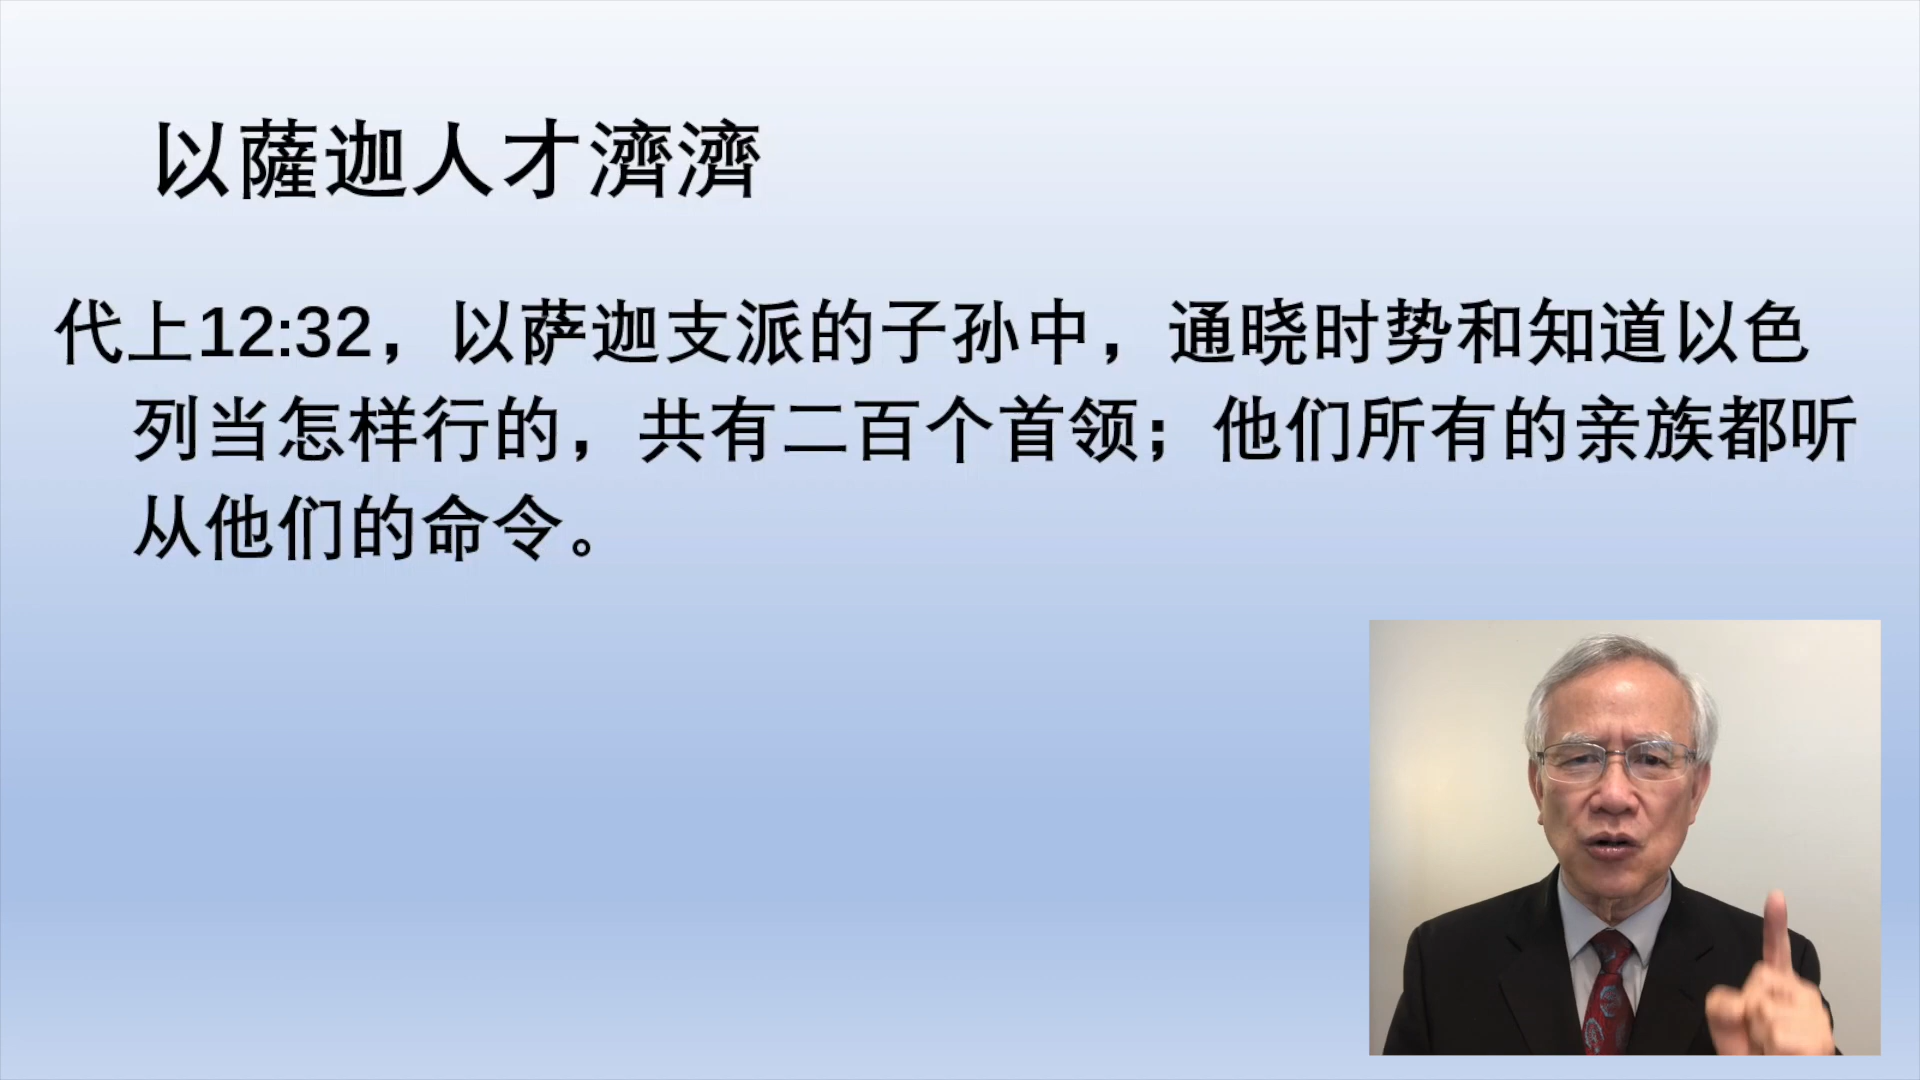 以薩迦人才濟濟
代上12:32，以萨迦支派的子孙中，通晓时势和知道以色
列当怎样行的，共有二百个首领；他们所有的亲族都听
从他们的命令。